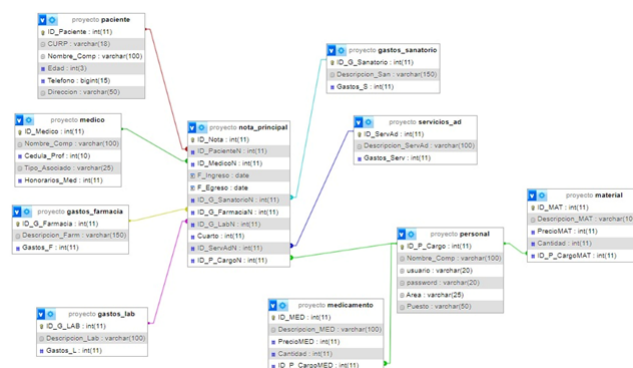 proyecto paciente
ID_Paciente : int(11)
CURP : varchar(18)
Nombre_Comp : varchar(100)
Edad : int(3)
Telefono : bigint(15)
Direccion : varchar(50)
proyecto medico
ID_Medico : int(11)
Nombre_Comp : varchar(100)
Cedula_Prof : int(10)
Tipo_Asociado : varchar(25)
Honorarios_Med : int(11)
proyecto gastos_farmacia
ID_G_Farmacia : int(11)
Descripcion_Farm : varchar(150)
Gastos_F : int(11)
proyecto gastos_lab
ID_G_LAB : int(11)
Descripcion_Lab : varchar(100)
Gastos_L : int(11)
proyecto nota_principal
ID_Nota : int(11)
ID_PacienteN : int(11)
ID_MedicoN : int(11)
F_Ingreso : date
F_Egreso : date
ID_G_SanatorioN : int(11)
ID_G_FarmaciaN : int(11)
ID_G_LabN : int(11)
Cuarto : int(11)
ID_ServAdN : int(11)
ID_P_CargoN : int(11)
proyecto gastos_sanatorio
ID_G_Sanatorio : int(11)
Descripcion_San : varchar(150)
Gastos_S : int(11)
proyecto servicios_ad
ID_ServAd : int(11)
Descripcion_ServAd : varchar(100)
Gastos_Serv : int(11)
proyecto personal
ID_P_Cargo : int(11)
Nombre_Comp : varchar(100)
usuario : varchar(20)
password : varchar(20)
Area : varchar(25)
Puesto : varchar(50)
proyecto medicamento
ID_MED : int(11)
Descripcion_MED : varchar(100)
PrecioMED : int(11)
Cantidad : int(11)
ID_P_CargoMED : int(11)
proyecto material
ID_MAT : int(11)
Descripcion_MAT : varchar(10
PrecioMAT : int(11)
Cantidad : int(11)
ID_P_CargoMAT : int(11)